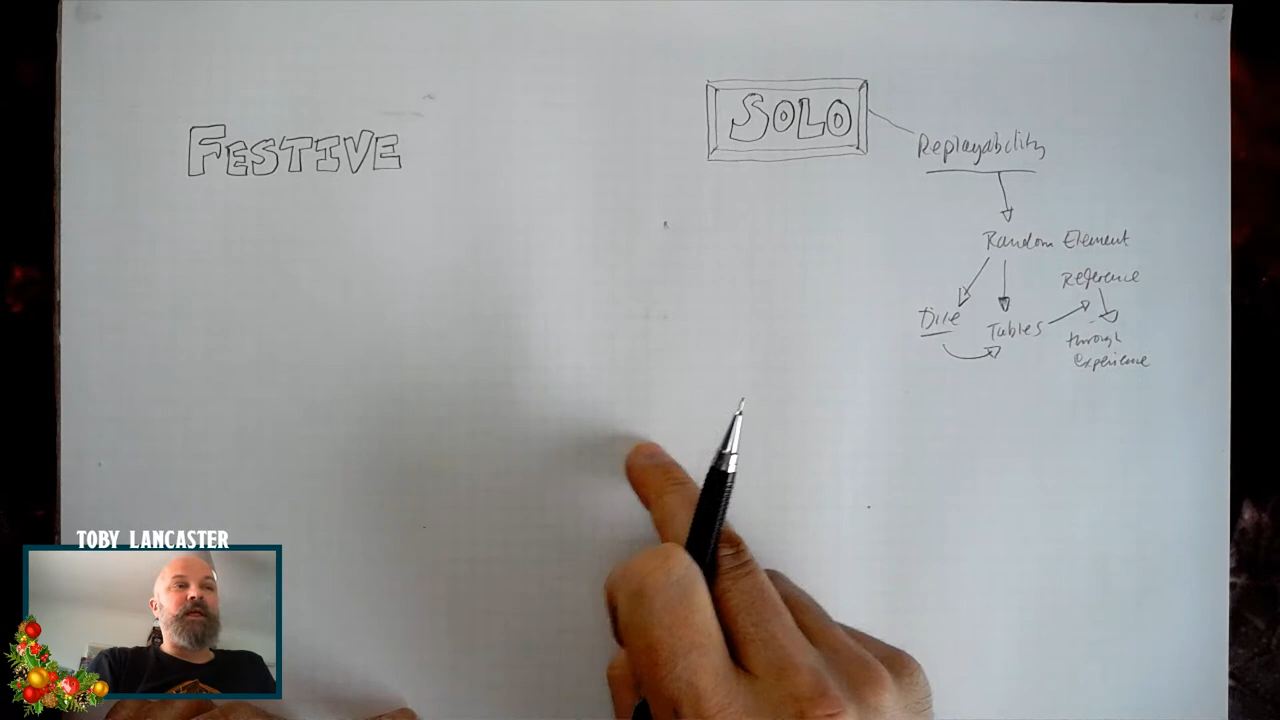 FESTIVE
SOLO
Replayability
Random Element
Reference
Dice
Tables
through
experience
TOBY LANCASTER